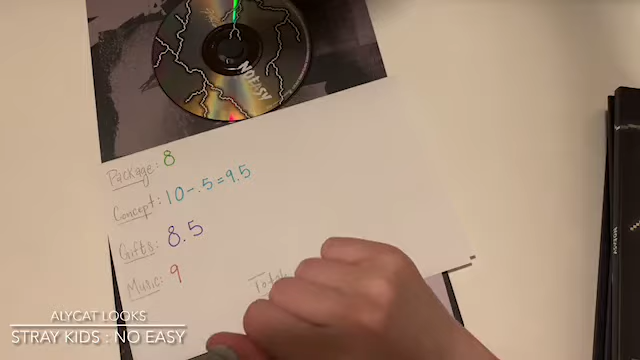 NOEASY
Package: 8
Concept: 10-.5=9.5
Gifts: 8.5
Music: 9
Total:
ALYCAT LOOKS
STRAY KIDS : NO EASY